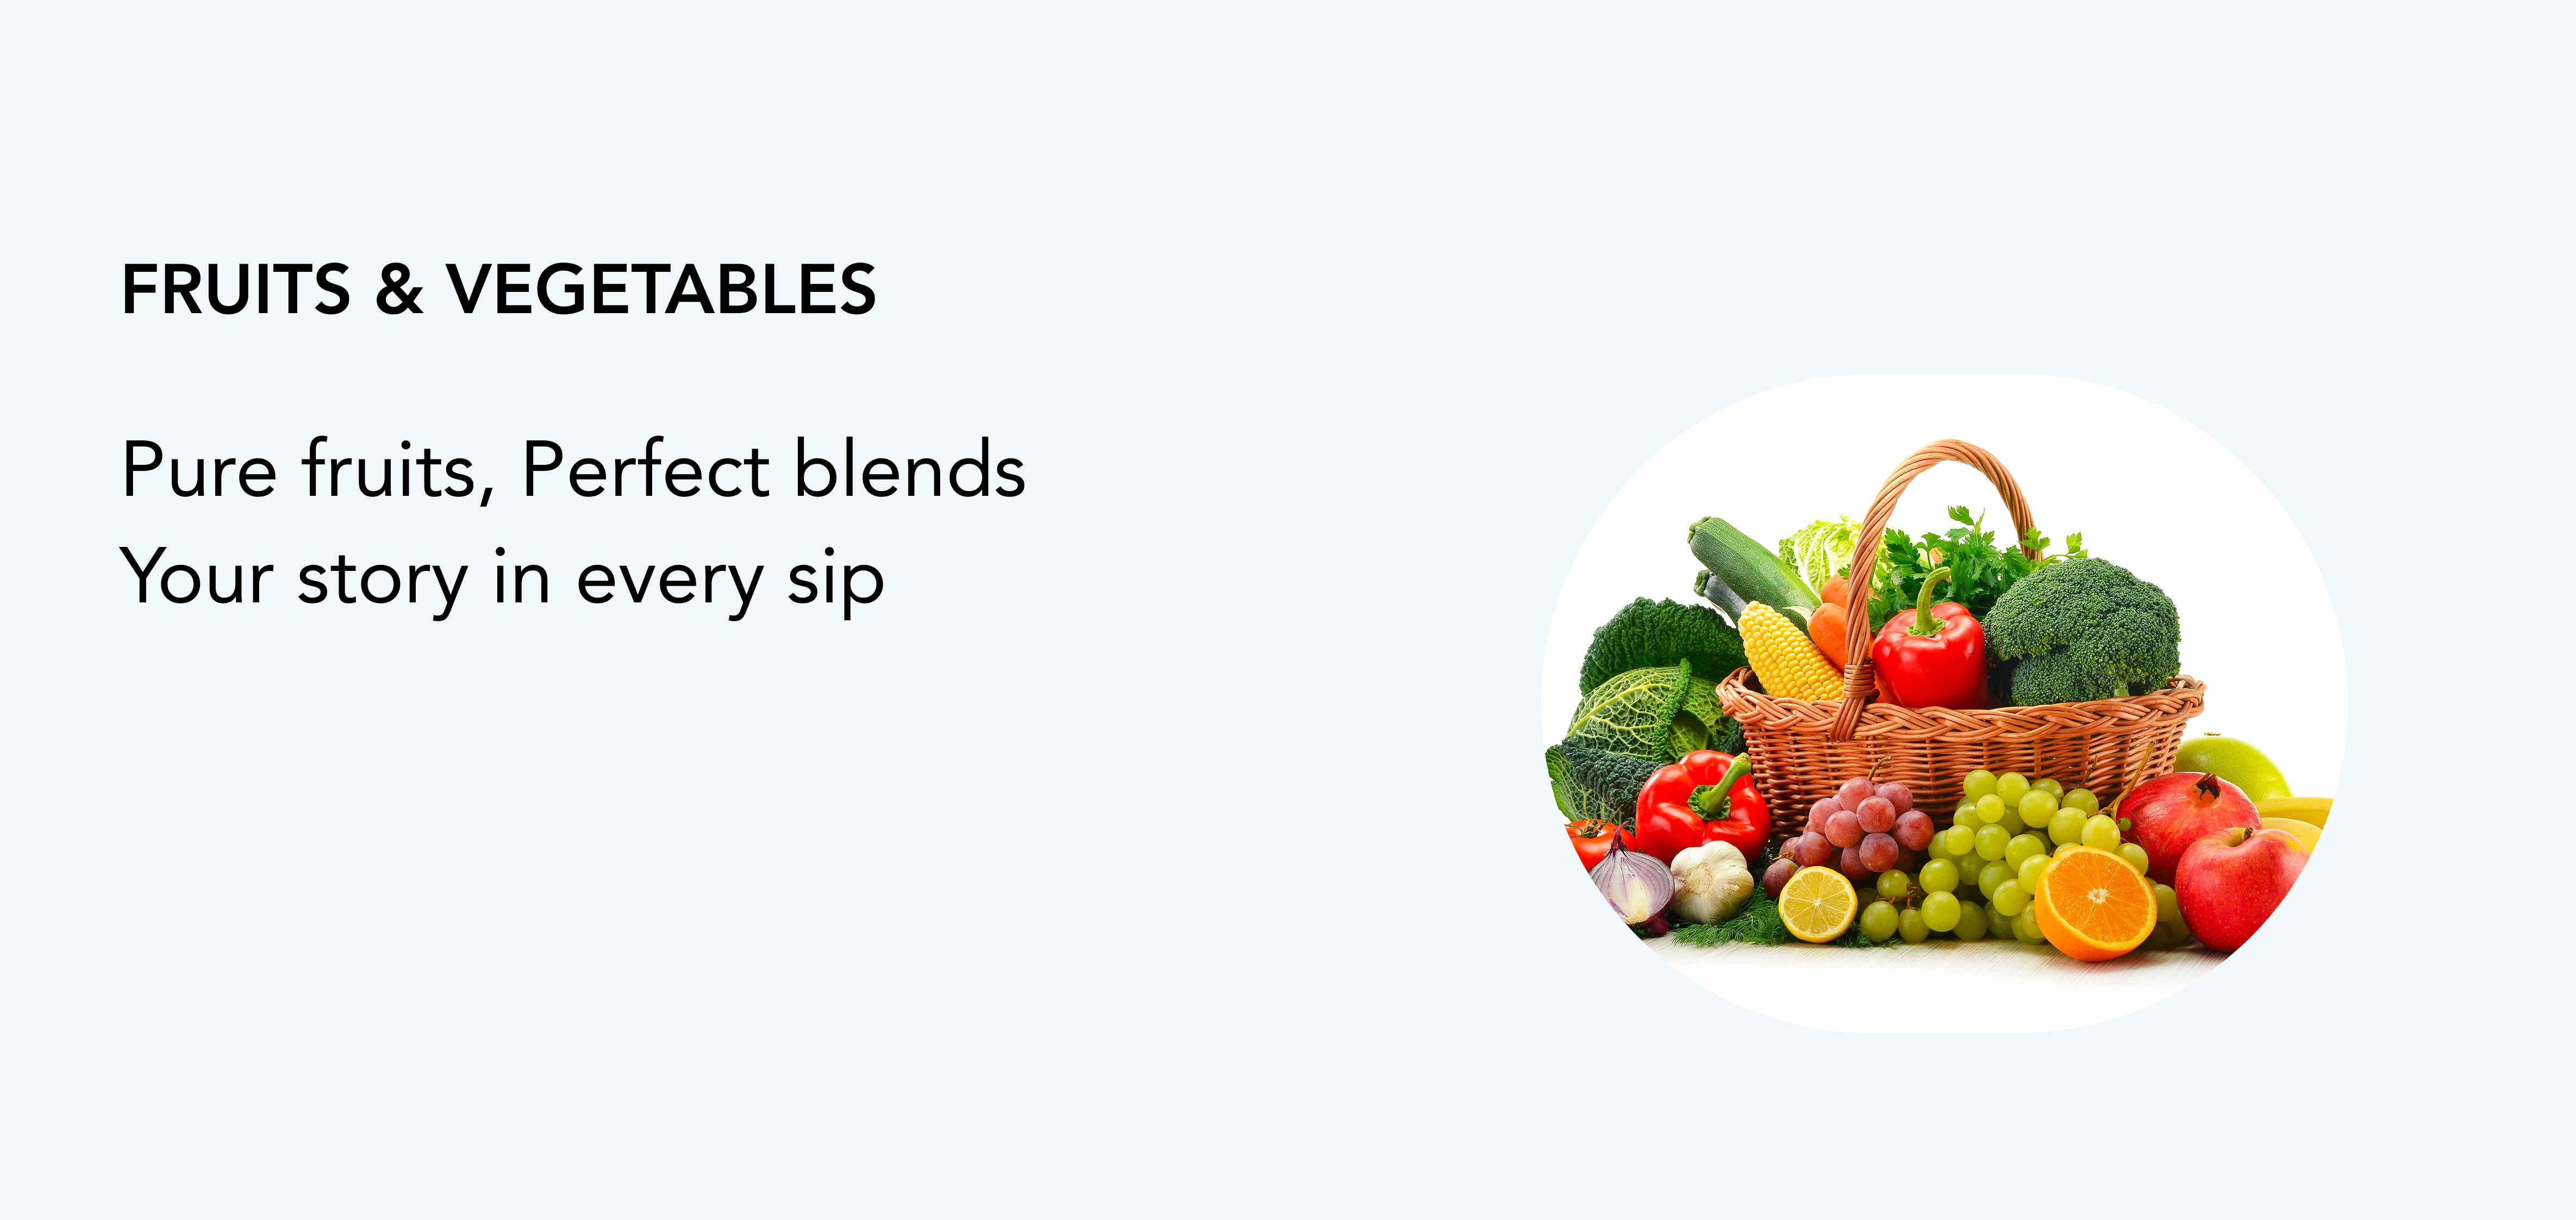 FRUITS & VEGETABLES
Pure fruits, Perfect blends
Your story in every sip